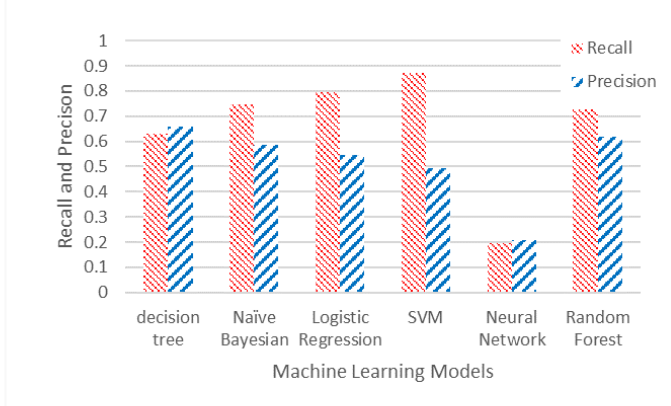 1
0.9
0.8
0.7
0.6
0.5
0.4
0.3
0.2
0.1
0
Recall and Precison
Recall
Precision
decision
tree
Naïve
Bayesian
Logistic
Regression
SVM
Neural
Network
Random
Forest
Machine Learning Models